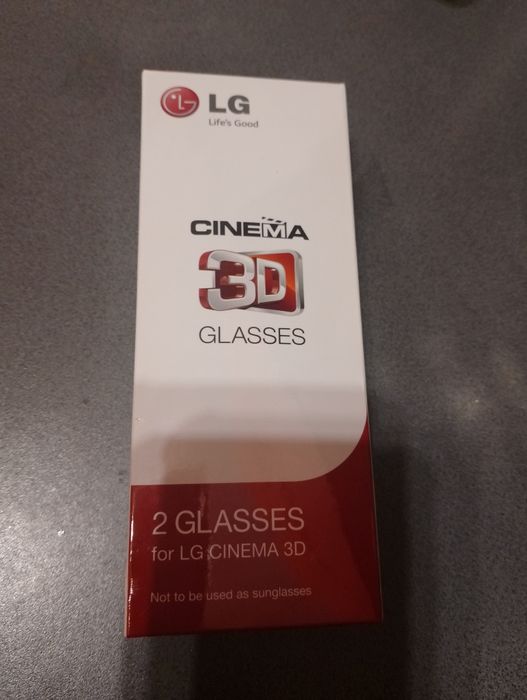 LG
Life's Good
CINEMA
3D
GLASSES
2 GLASSES
for LG CINEMA 3D
Not to be used as sunglasses